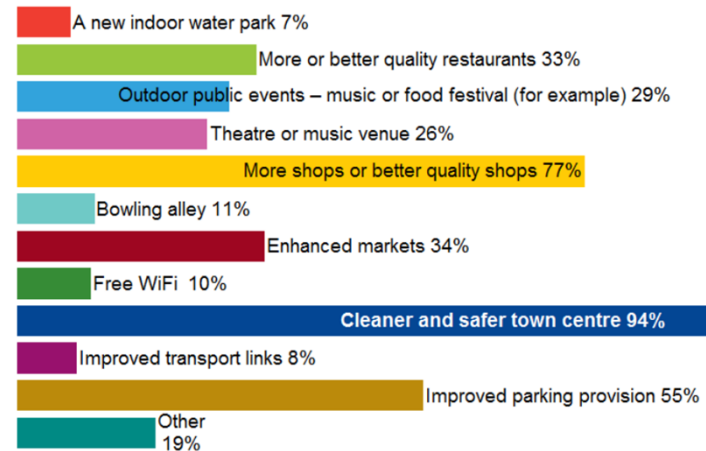 A new indoor water park 7%
More or better quality restaurants 33%
Outdoor public events – music or food festival (for example) 29%
Theatre or music venue 26%
More shops or better quality shops 77%
Bowling alley 11%
Enhanced markets 34%
Free WiFi 10%
Cleaner and safer town centre 94%
Improved transport links 8%
Improved parking provision 55%
Other
19%